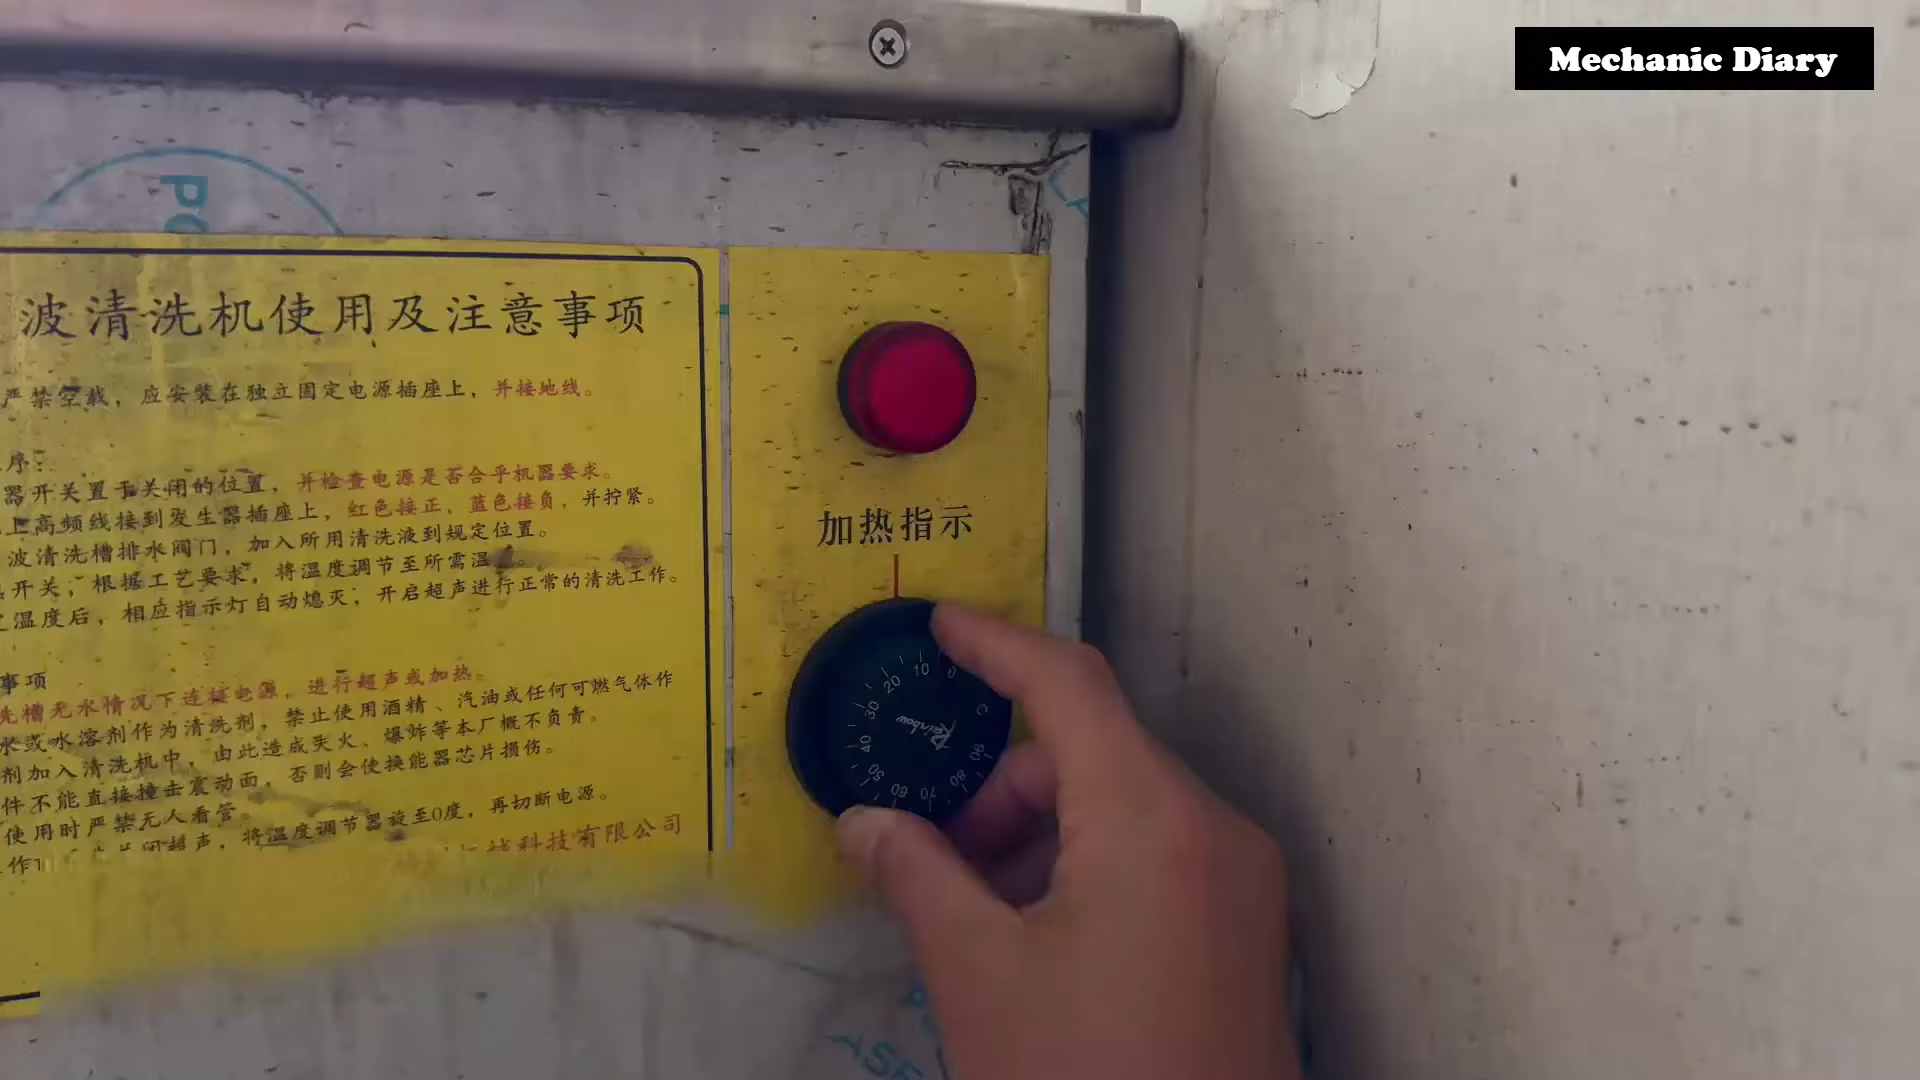 Mechanic Diary
PO
波清洗机使用及注意事项
严禁空载，应安装在独立固定电源插座上，并接地线。
序：
器开关置于关闭的位置，并检查电源是否合乎机器要求。
上高频线接到发生器插座上，红色接正，蓝色接负，并拧紧。
波清洗槽排水阀门，加入所用清洗液到规定位置。
开关，根据工艺要求，将温度调节至所需温
温度后，相应指示灯自动熄灭，开启超声进行正常的清洗工作。
事项
洗槽无水情况下连接电源，进行超声或加热。
水或水溶剂作为清洗剂，禁止使用酒精、汽油或任何可燃气体作
剂加入清洗机中，由此造成失火、爆炸等本厂概不负责。
件不能直接撞击震动面，否则会使换能器芯片损伤。
使用时严禁无人看管。
作 关闭超声，将温度调节器旋至0度，再切断电源。
科技有限公司
加热指示
0 10 20 30 40 50 60 70 80 90 C
Rainbow